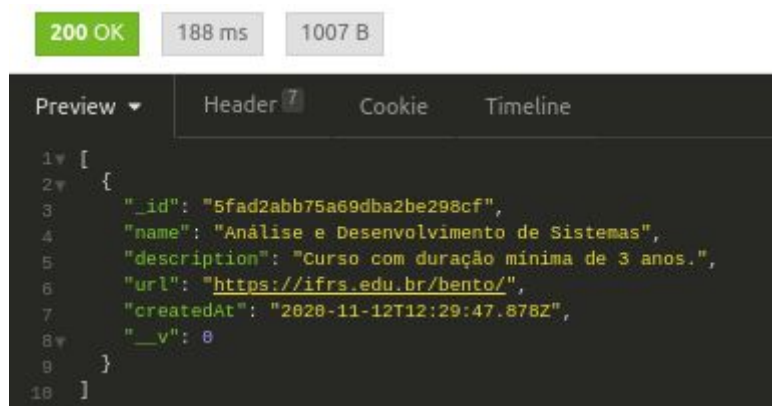 200 OK 188 ms 1007 B
Preview Header 7 Cookie Timeline
1 [
2 {
3 "_id": "5fad2abb75a69dba2be298cf",
4 "name": "Análise e Desenvolvimento de Sistemas",
5 "description": "Curso com duração mínima de 3 anos.",
6 "url": "https://ifrs.edu.br/bento/",
7 "createdAt": "2020-11-12T12:29:47.878Z",
8 "__v": 0
9 }
10 ]